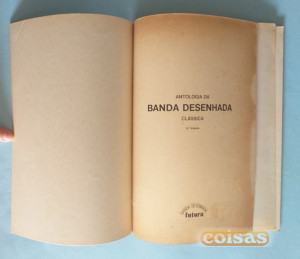 ANTOLOGIA DA
BANDA DESENHADA
CLÁSSICA
futura
coisas